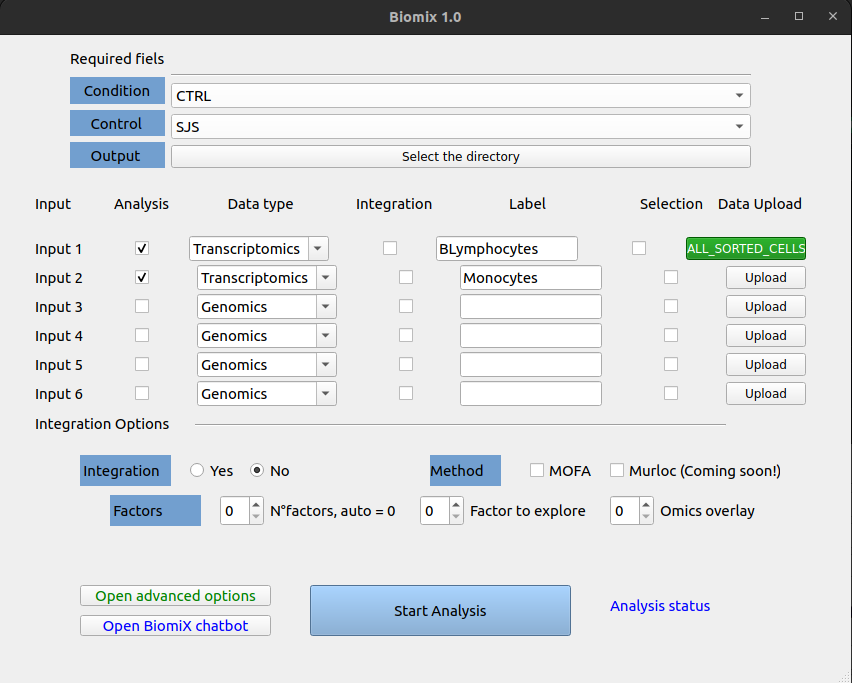 Biomix 1.0
Required fiels
Condition CTRL
Control SJS
Output Select the directory
Input Analysis Data type Integration Label Selection Data Upload
Input 1 Transcriptomics BLymphocytes ALL_SORTED_CELLS
Input 2 Transcriptomics Monocytes Upload
Input 3 Genomics Upload
Input 4 Genomics Upload
Input 5 Genomics Upload
Input 6 Genomics Upload
Integration Options
Integration Yes No Method MOFA Murloc (Coming soon!)
Factors 0 N°factors, auto = 0 0 Factor to explore 0 Omics overlay
Open advanced options
Start Analysis
Analysis status
Open BiomiX chatbot